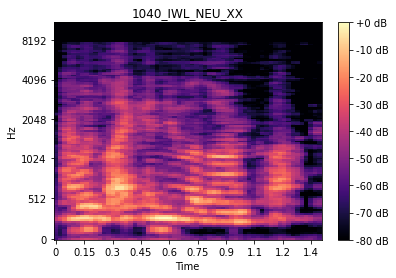 1040_IWL_NEU_XX
8192
4096
2048
1024
512
0
Hz
0 0.15 0.3 0.45 0.6 0.75 0.9 1.1 1.2 1.4
Time
+0 dB
-10 dB
-20 dB
-30 dB
-40 dB
-50 dB
-60 dB
-70 dB
-80 dB